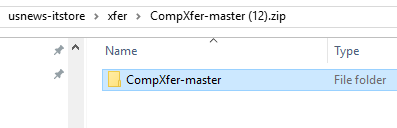 usnews-itstore > xfer > CompXfer-master (12).zip
Name Type
CompXfer-master File folder